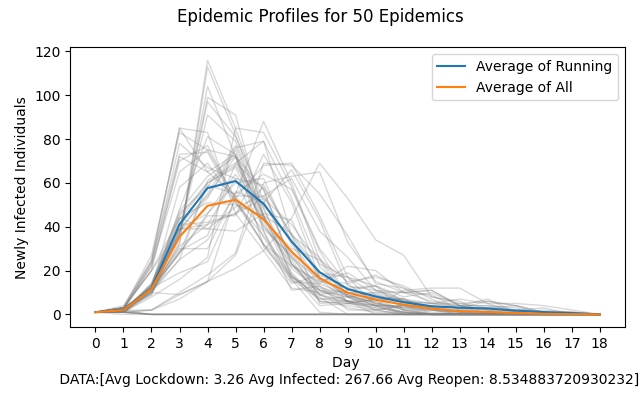 Epidemic Profiles for 50 Epidemics
120
100
80
60
40
20
0
Newly Infected Individuals
Average of Running
Average of All
0 1 2 3 4 5 6 7 8 9 10 11 12 13 14 15 16 17 18
Day
DATA:[Avg Lockdown: 3.26 Avg Infected: 267.66 Avg Reopen: 8.534883720930232]